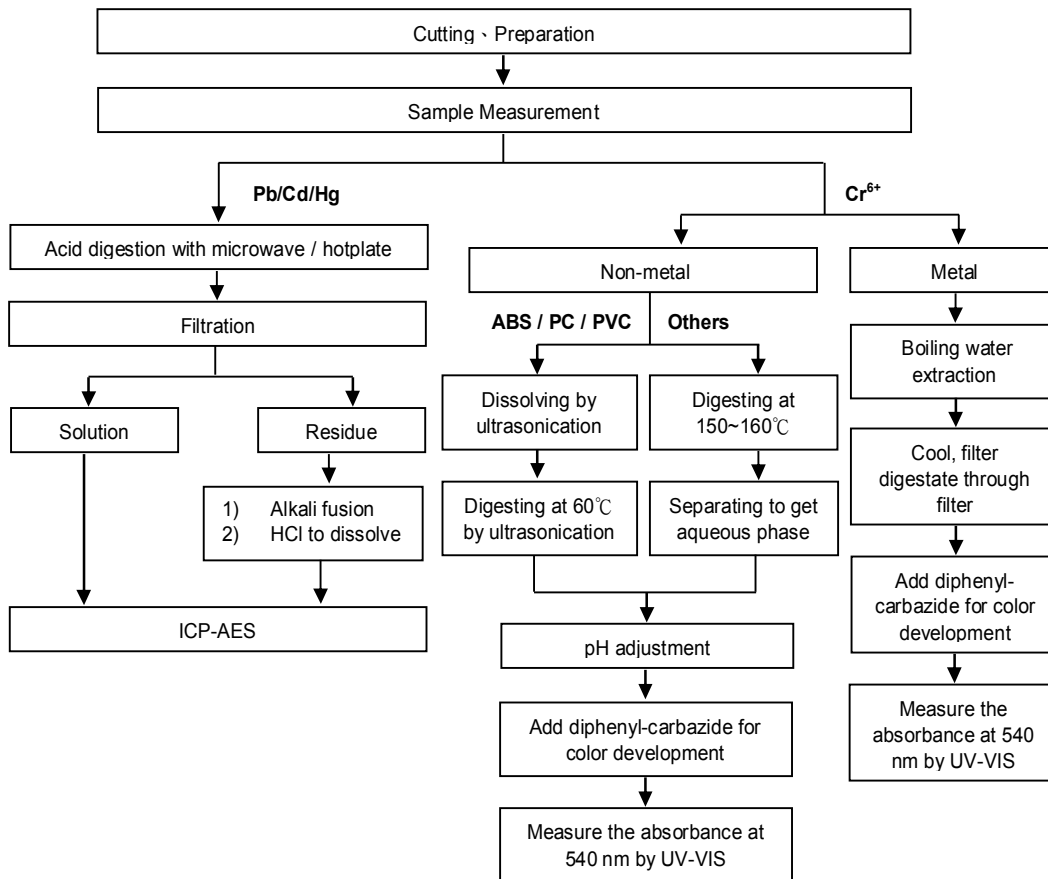 Cutting、Preparation
Sample Measurement
Pb/Cd/Hg
Cr6+
Acid digestion with microwave / hotplate
Non-metal
Metal
Filtration
ABS / PC / PVC
Others
Boiling water
extraction
Solution
Residue
Dissolving by
ultrasonication
Digesting at
150~160℃
Cool, filter
digestate through
filter
1) Alkali fusion
2) HCl to dissolve
Digesting at 60℃
by ultrasonication
Separating to get
aqueous phase
Add diphenyl-
carbazide for color
development
ICP-AES
pH adjustment
Measure the
absorbance at 540
nm by UV-VIS
Add diphenyl-carbazide for
color development
Measure the absorbance at
540 nm by UV-VIS